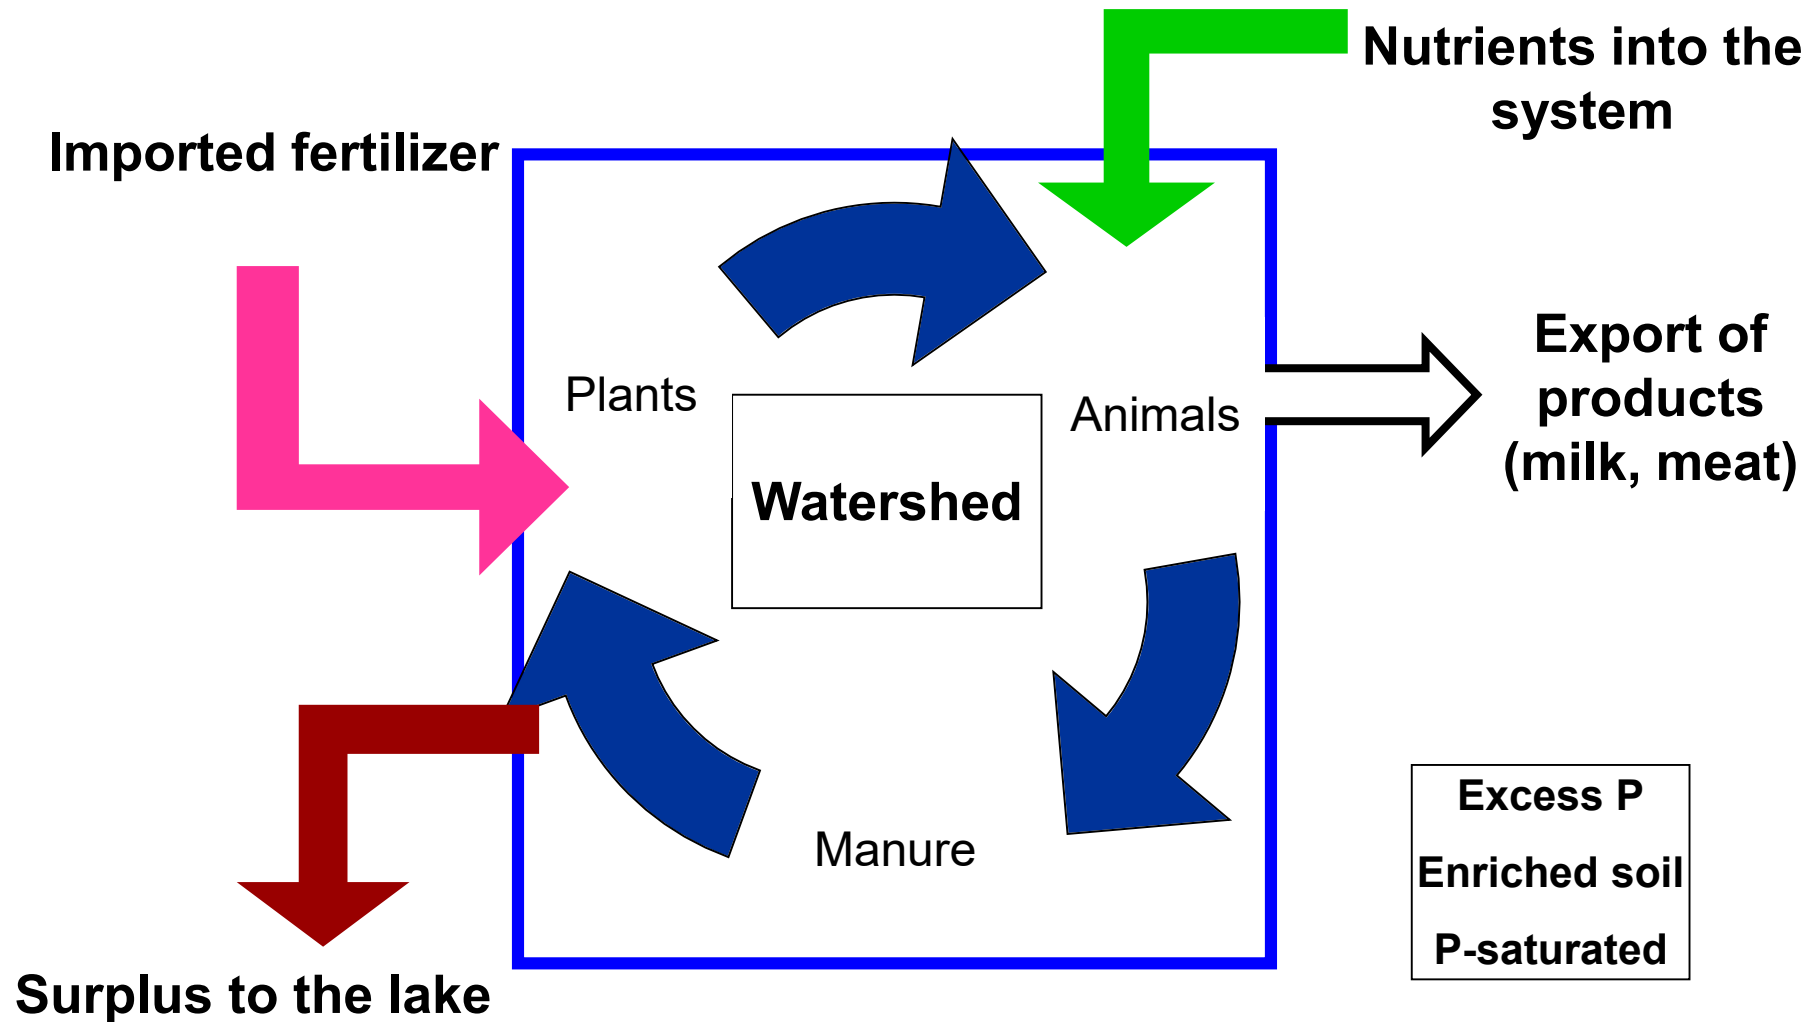 Nutrients into the
system
Imported fertilizer
Plants
Animals
Watershed
Export of
products
(milk, meat)
Manure
Excess P
Enriched soil
P-saturated
Surplus to the lake